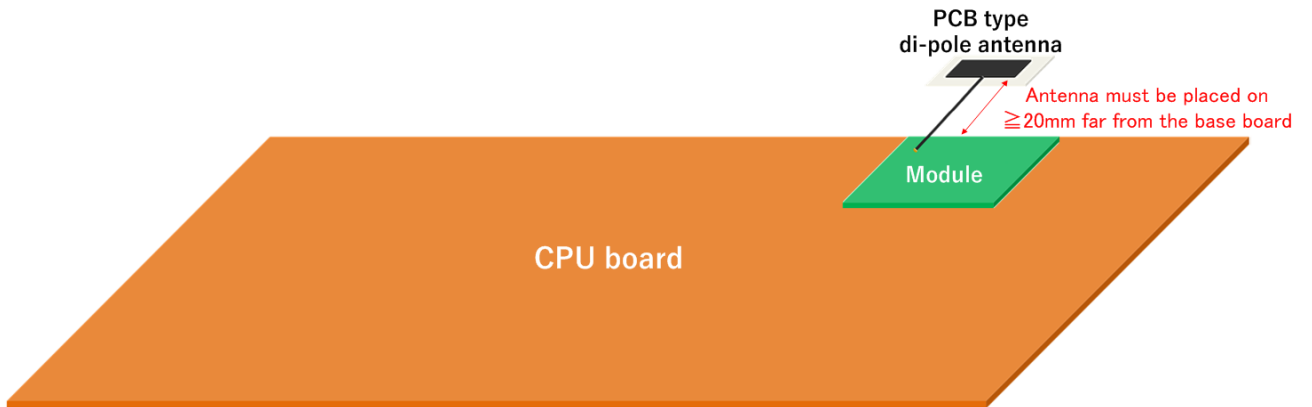 PCB type
di-pole antenna
Antenna must be placed on
≧20mm far from the base board
Module
CPU board